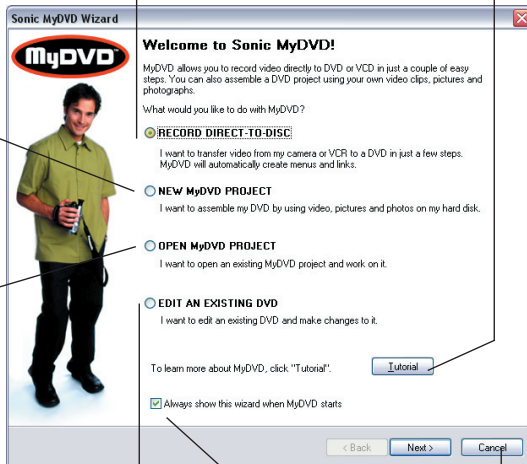 Sonic MyDVD Wizard
MyDVD
Welcome to Sonic MyDVD!
MyDVD allows you to record video directly to DVD or VCD in just a couple of easy
steps. You can also assemble a DVD project using your own video clips, pictures and
photographs.
What would you like to do with MyDVD?
RECORD DIRECT-TO-DISC
I want to transfer video from my camera or VCR to a DVD in just a few steps.
MyDVD will automatically create menus and links.
NEW MyDVD PROJECT
I want to assemble my DVD by using video, pictures and photos on my hard disk.
OPEN MyDVD PROJECT
I want to open an existing MyDVD project and work on it.
EDIT AN EXISTING DVD
I want to edit an existing DVD and make changes to it.
To learn more about MyDVD, click "Tutorial".
Tutorial
Always show this wizard when MyDVD starts
< Back
Next >
Cancel